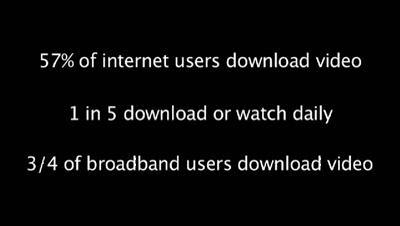 57% of internet users download video
1 in 5 download or watch daily
3/4 of broadband users download video